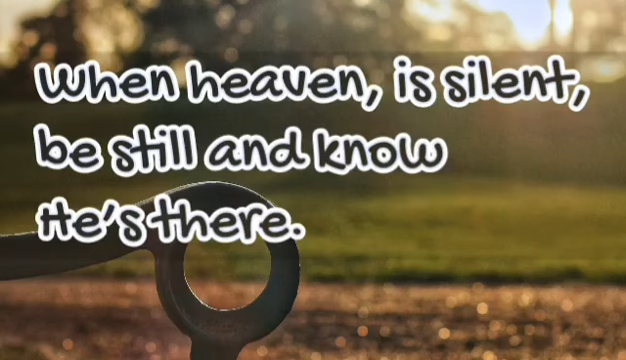 When heaven, is silent,
be still and know
He's there.